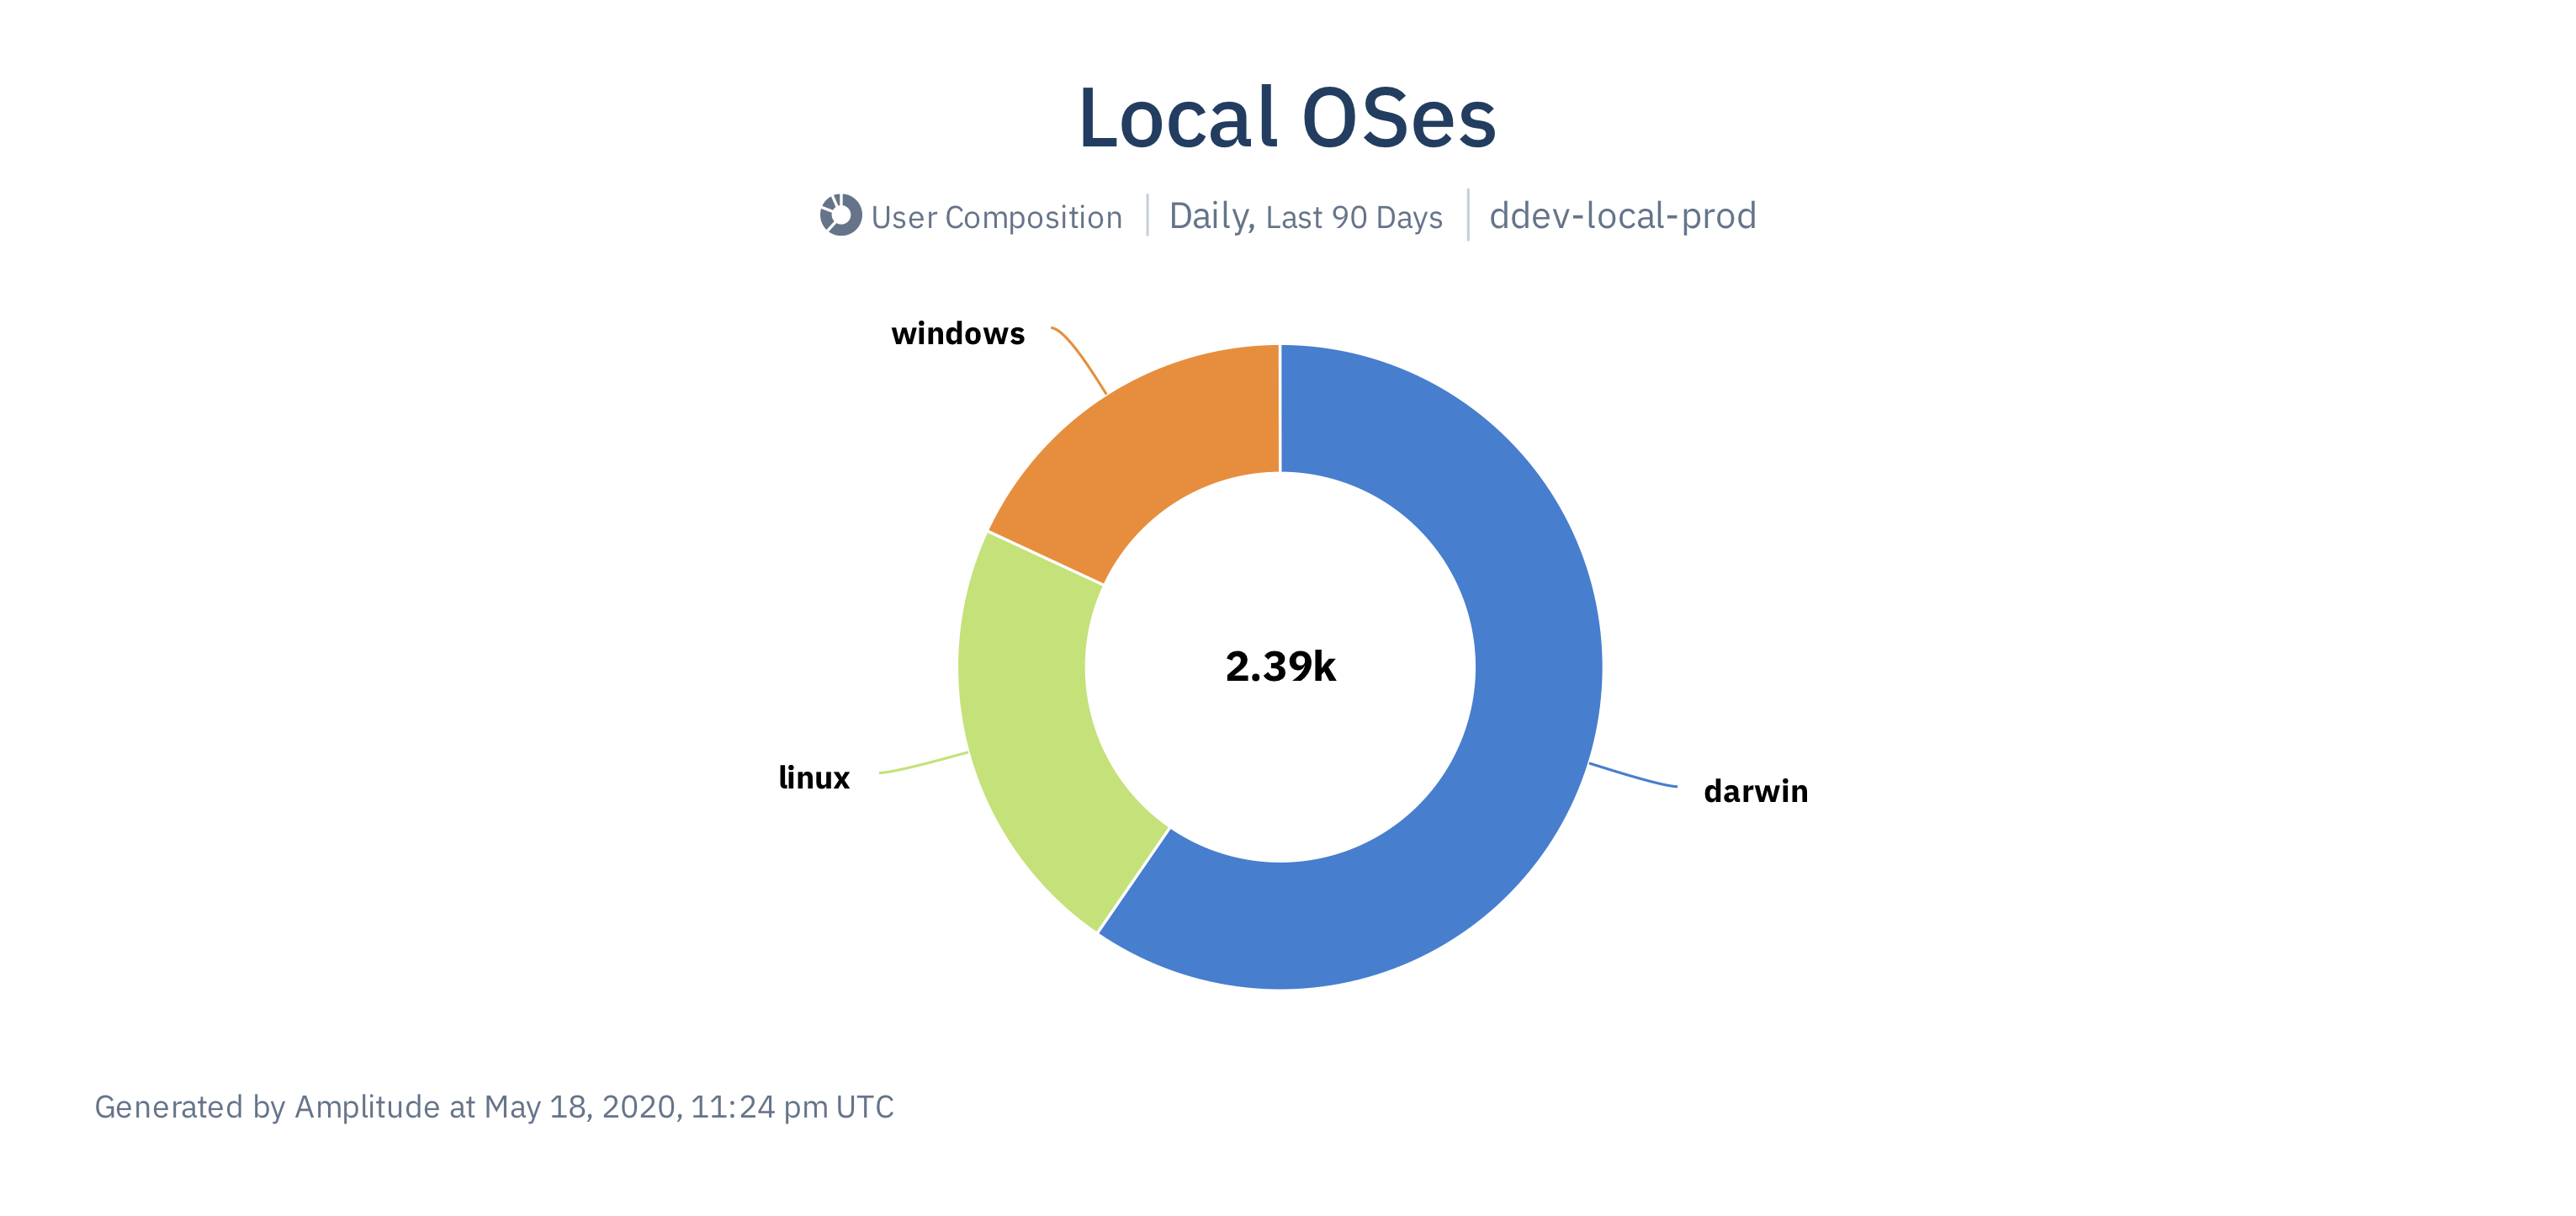 Local OSes
User Composition | Daily, Last 90 Days | ddev-local-prod
windows
2.39k
linux
darwin
Generated by Amplitude at May 18, 2020, 11:24 pm UTC